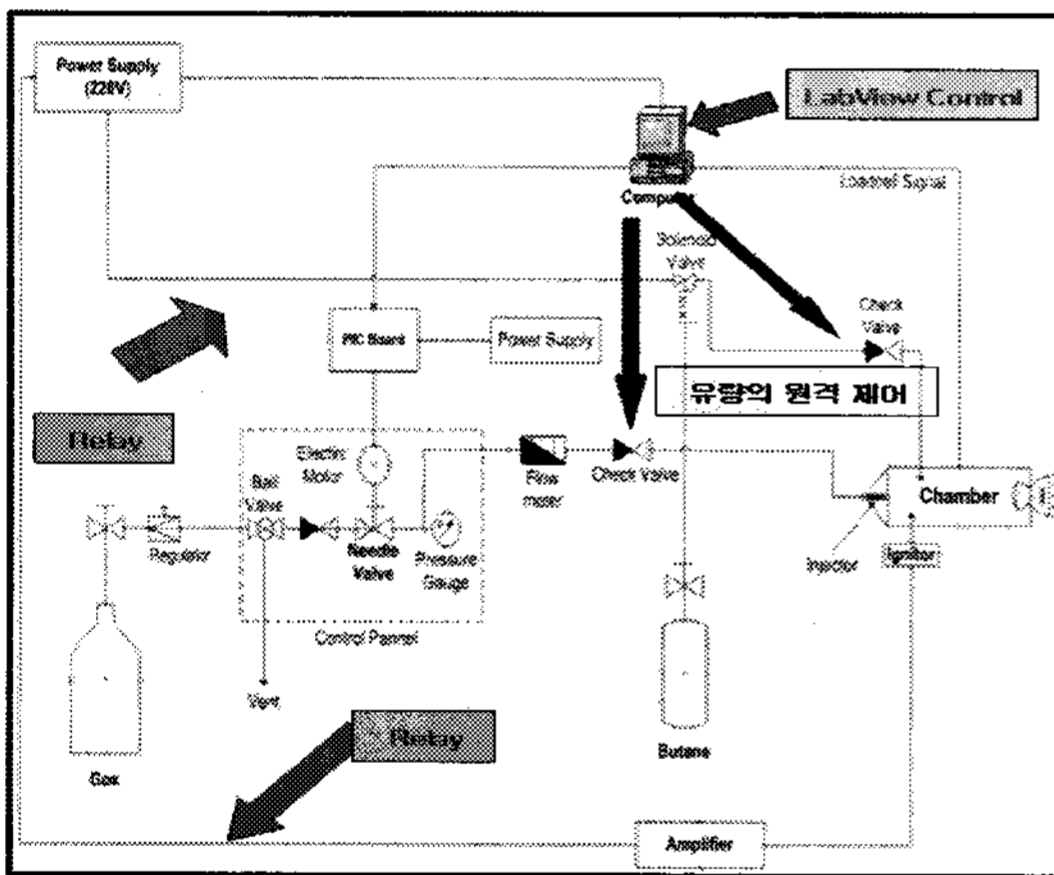 Power Supply
(220V)
LabView Control
Computer
Solenoid
Valve
Check
Valve
PIC Board
Power Supply
유량의 원격 제어
Relay
Electric
Motor
Ball
Valve
Flow
meter
Check Valve
Chamber
Regulator
Needle
Valve
Pressure
Gauge
Injector
Ignitor
Control Pannel
Vent
Relay
Gox
Butane
Amplifier